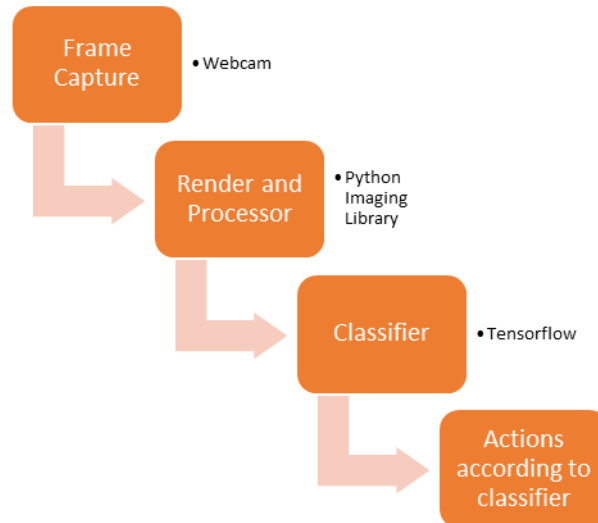 Frame
Capture
• Webcam
Render and
Processor
• Python
Imaging
Library
Classifier
• Tensorflow
Actions
according to
classifier